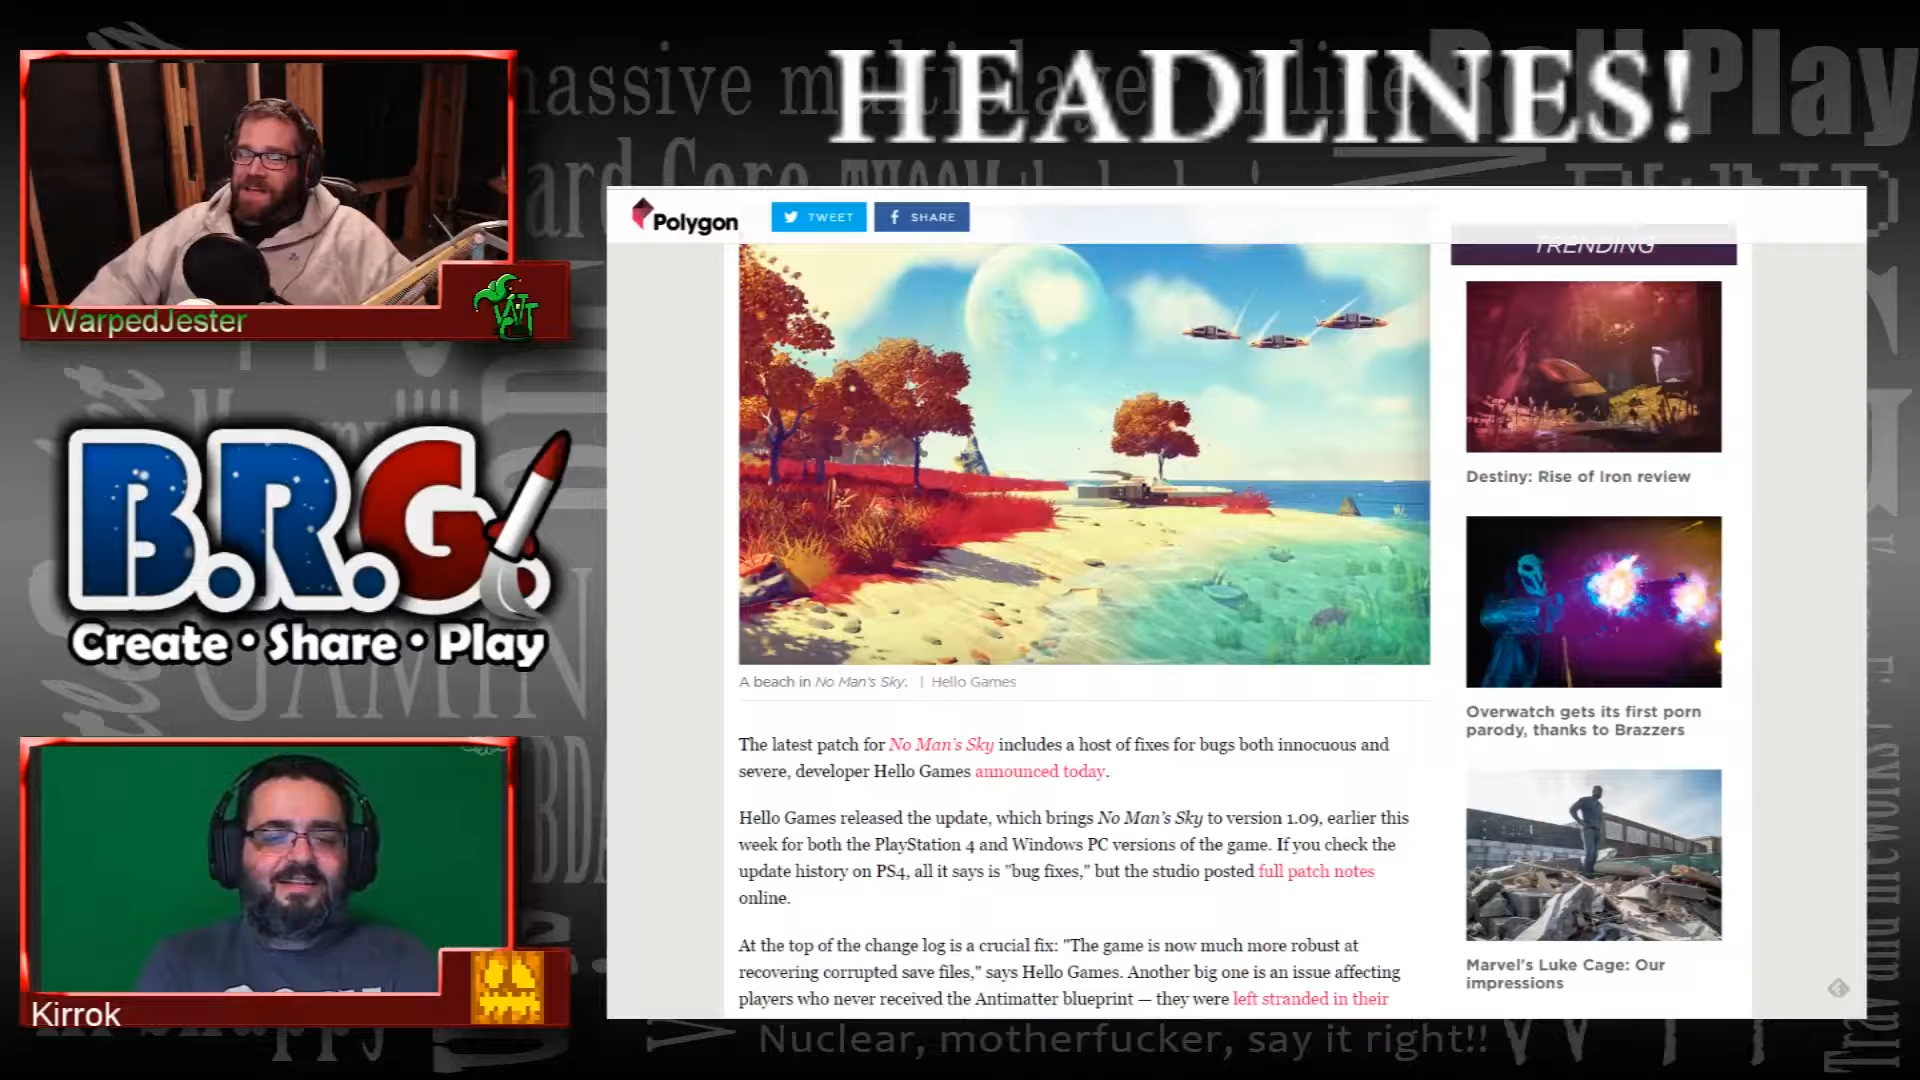 HEADLINES!
massive multiplayer online Roll Play
WarpedJester
B.R.G.
Create • Share • Play
Kirrok
Polygon
TWEET
SHARE
A beach in No Man's Sky. | Hello Games
The latest patch for No Man's Sky includes a host of fixes for bugs both innocuous and
severe, developer Hello Games announced today.
Hello Games released the update, which brings No Man's Sky to version 1.09, earlier this
week for both the PlayStation 4 and Windows PC versions of the game. If you check the
update history on PS4, all it says is "bug fixes," but the studio posted full patch notes
online.
At the top of the change log is a crucial fix: "The game is now much more robust at
recovering corrupted save files," says Hello Games. Another big one is an issue affecting
players who never received the Antimatter blueprint — they were left stranded in their
TRENDING
Destiny: Rise of Iron review
Overwatch gets its first porn
parody, thanks to Brazzers
Marvel's Luke Cage: Our
impressions
Nuclear, motherfucker, say it right!!